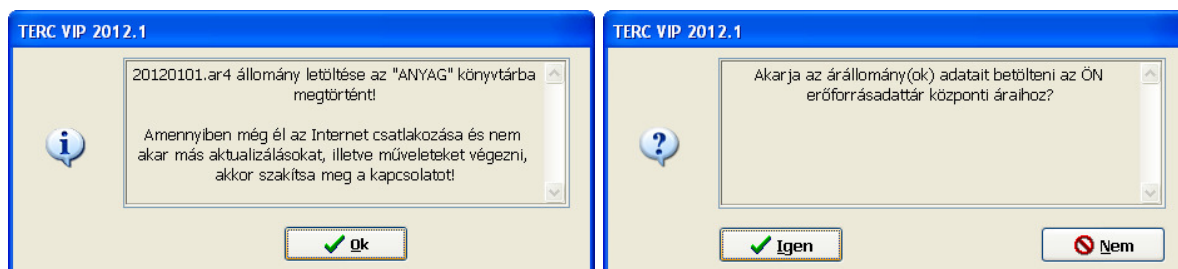 TERC VIP 2012.1
20120101.ar4 állomány letöltése az "ANYAG" könyvtárba
megtörtént!
Amennyiben még él az Internet csatlakozása és nem
akar más aktualizálásokat, illetve műveleteket végezni,
akkor szakítsa meg a kapcsolatot!
Ok
TERC VIP 2012.1
Akarja az árállomány(ok) adatait betölteni az ÖN
erőforrásadattár központi áraihoz?
Igen
Nem